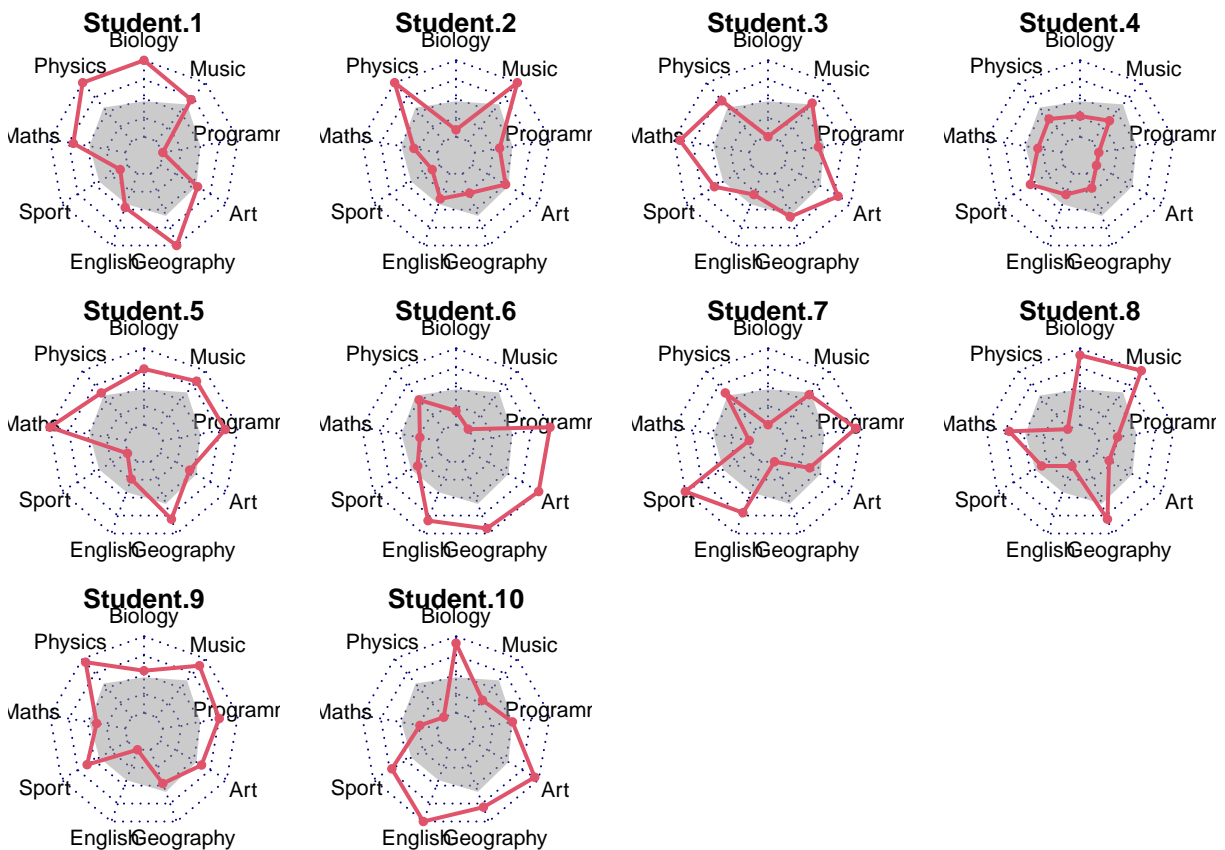 Student.1
Biology
Physics
Music
Maths
Programm
Sport
Art
English
Geography
Student.2
Biology
Physics
Music
Maths
Programm
Sport
Art
English
Geography
Student.3
Biology
Physics
Music
Maths
Programm
Sport
Art
English
Geography
Student.4
Biology
Physics
Music
Maths
Programm
Sport
Art
English
Geography
Student.5
Biology
Physics
Music
Maths
Programm
Sport
Art
English
Geography
Student.6
Biology
Physics
Music
Maths
Programm
Sport
Art
English
Geography
Student.7
Biology
Physics
Music
Maths
Programm
Sport
Art
English
Geography
Student.8
Biology
Physics
Music
Maths
Programm
Sport
Art
English
Geography
Student.9
Biology
Physics
Music
Maths
Programm
Sport
Art
English
Geography
Student.10
Biology
Physics
Music
Maths
Programm
Sport
Art
English
Geography